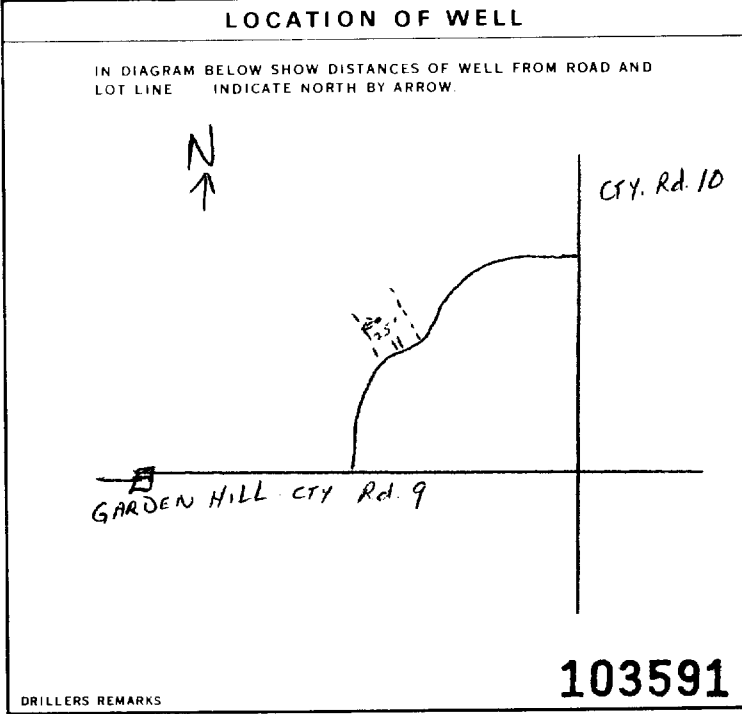 LOCATION OF WELL
IN DIAGRAM BELOW SHOW DISTANCES OF WELL FROM ROAD AND
LOT LINE INDICATE NORTH BY ARROW.
N
CTY. Rd. 10
25'
GARDEN HILL CTY Rd. 9
103591
DRILLERS REMARKS